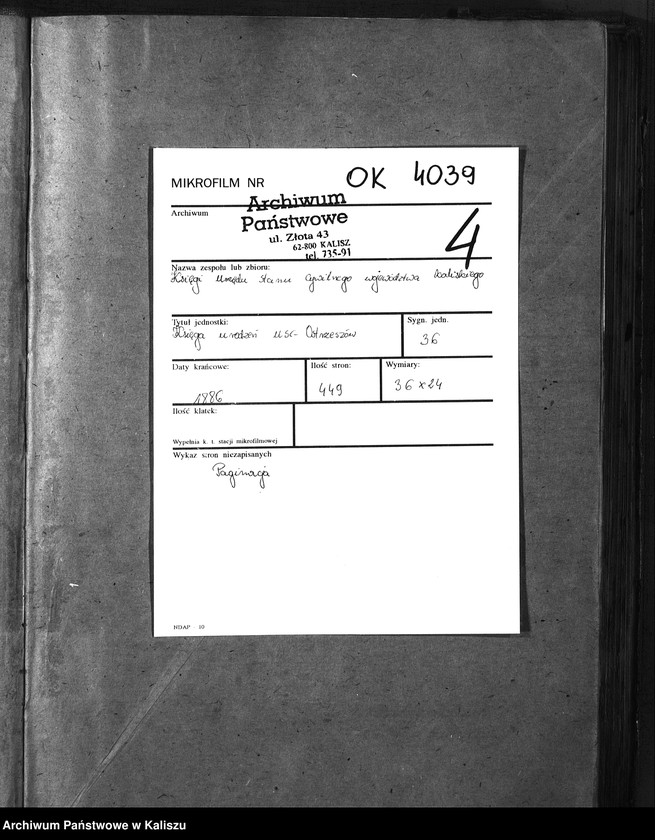 MIKROFILM NR OK 4039
Archiwum
Archiwum
Państwowe
ul. Złota 43
62-800 KALISZ
tel. 735-91
4
Nazwa zespołu lub zbioru:
Księgi Urzędu Stanu Cywilnego województwa kaliskiego
Tytuł jednostki:
Księga urodzeń USC- Ostrzeszów
Sygn. jedn.
36
Daty krańcowe:
1886
Ilość stron:
449
Wymiary:
36 x 24
Ilość klatek:
Wypełnia k. t. stacji mikrofilmowej
Wykaz stron niezapisanych
Paginacja
NDAP 10
Archiwum Państwowe w Kaliszu